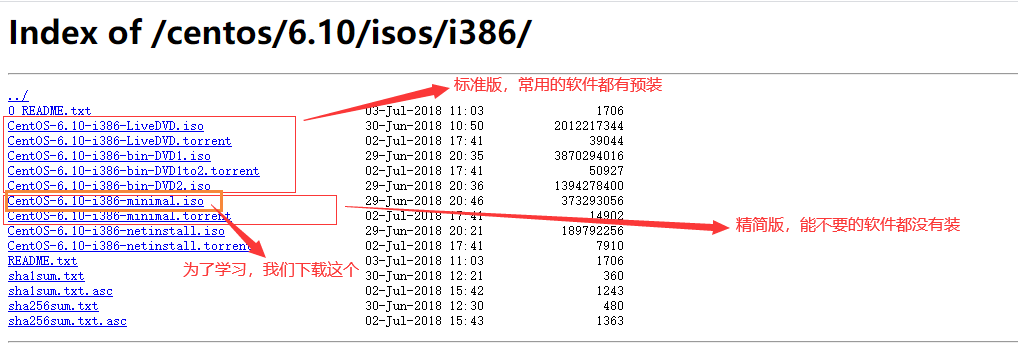 Index of /centos/6.10/isos/i386/
标准版，常用的软件都有预装
../
0_README.txt 03-Jul-2018 11:03 1706
CentOS-6.10-i386-LiveDVD.iso 30-Jun-2018 10:50 2012217344
CentOS-6.10-i386-LiveDVD.torrent 02-Jul-2018 17:41 39044
CentOS-6.10-i386-bin-DVD1.iso 29-Jun-2018 20:35 3870294016
CentOS-6.10-i386-bin-DVD1to2.torrent 02-Jul-2018 17:41 50927
CentOS-6.10-i386-bin-DVD2.iso 29-Jun-2018 20:36 1394278400
CentOS-6.10-i386-minimal.iso 29-Jun-2018 20:46 373293056
CentOS-6.10-i386-minimal.torrent 02-Jul-2018 17:41 14902
精简版，能不要的软件都没有装
CentOS-6.10-i386-netinstall.iso 29-Jun-2018 20:21 189792256
CentOS-6.10-i386-netinstall.torrent 02-Jul-2018 17:41 7910
README.txt 03-Jul-2018 11:03 1706
为了学习，我们下载这个
sha1sum.txt 30-Jun-2018 12:21 360
sha1sum.txt.asc 02-Jul-2018 15:42 1243
sha256sum.txt 30-Jun-2018 12:30 480
sha256sum.txt.asc 02-Jul-2018 15:43 1363